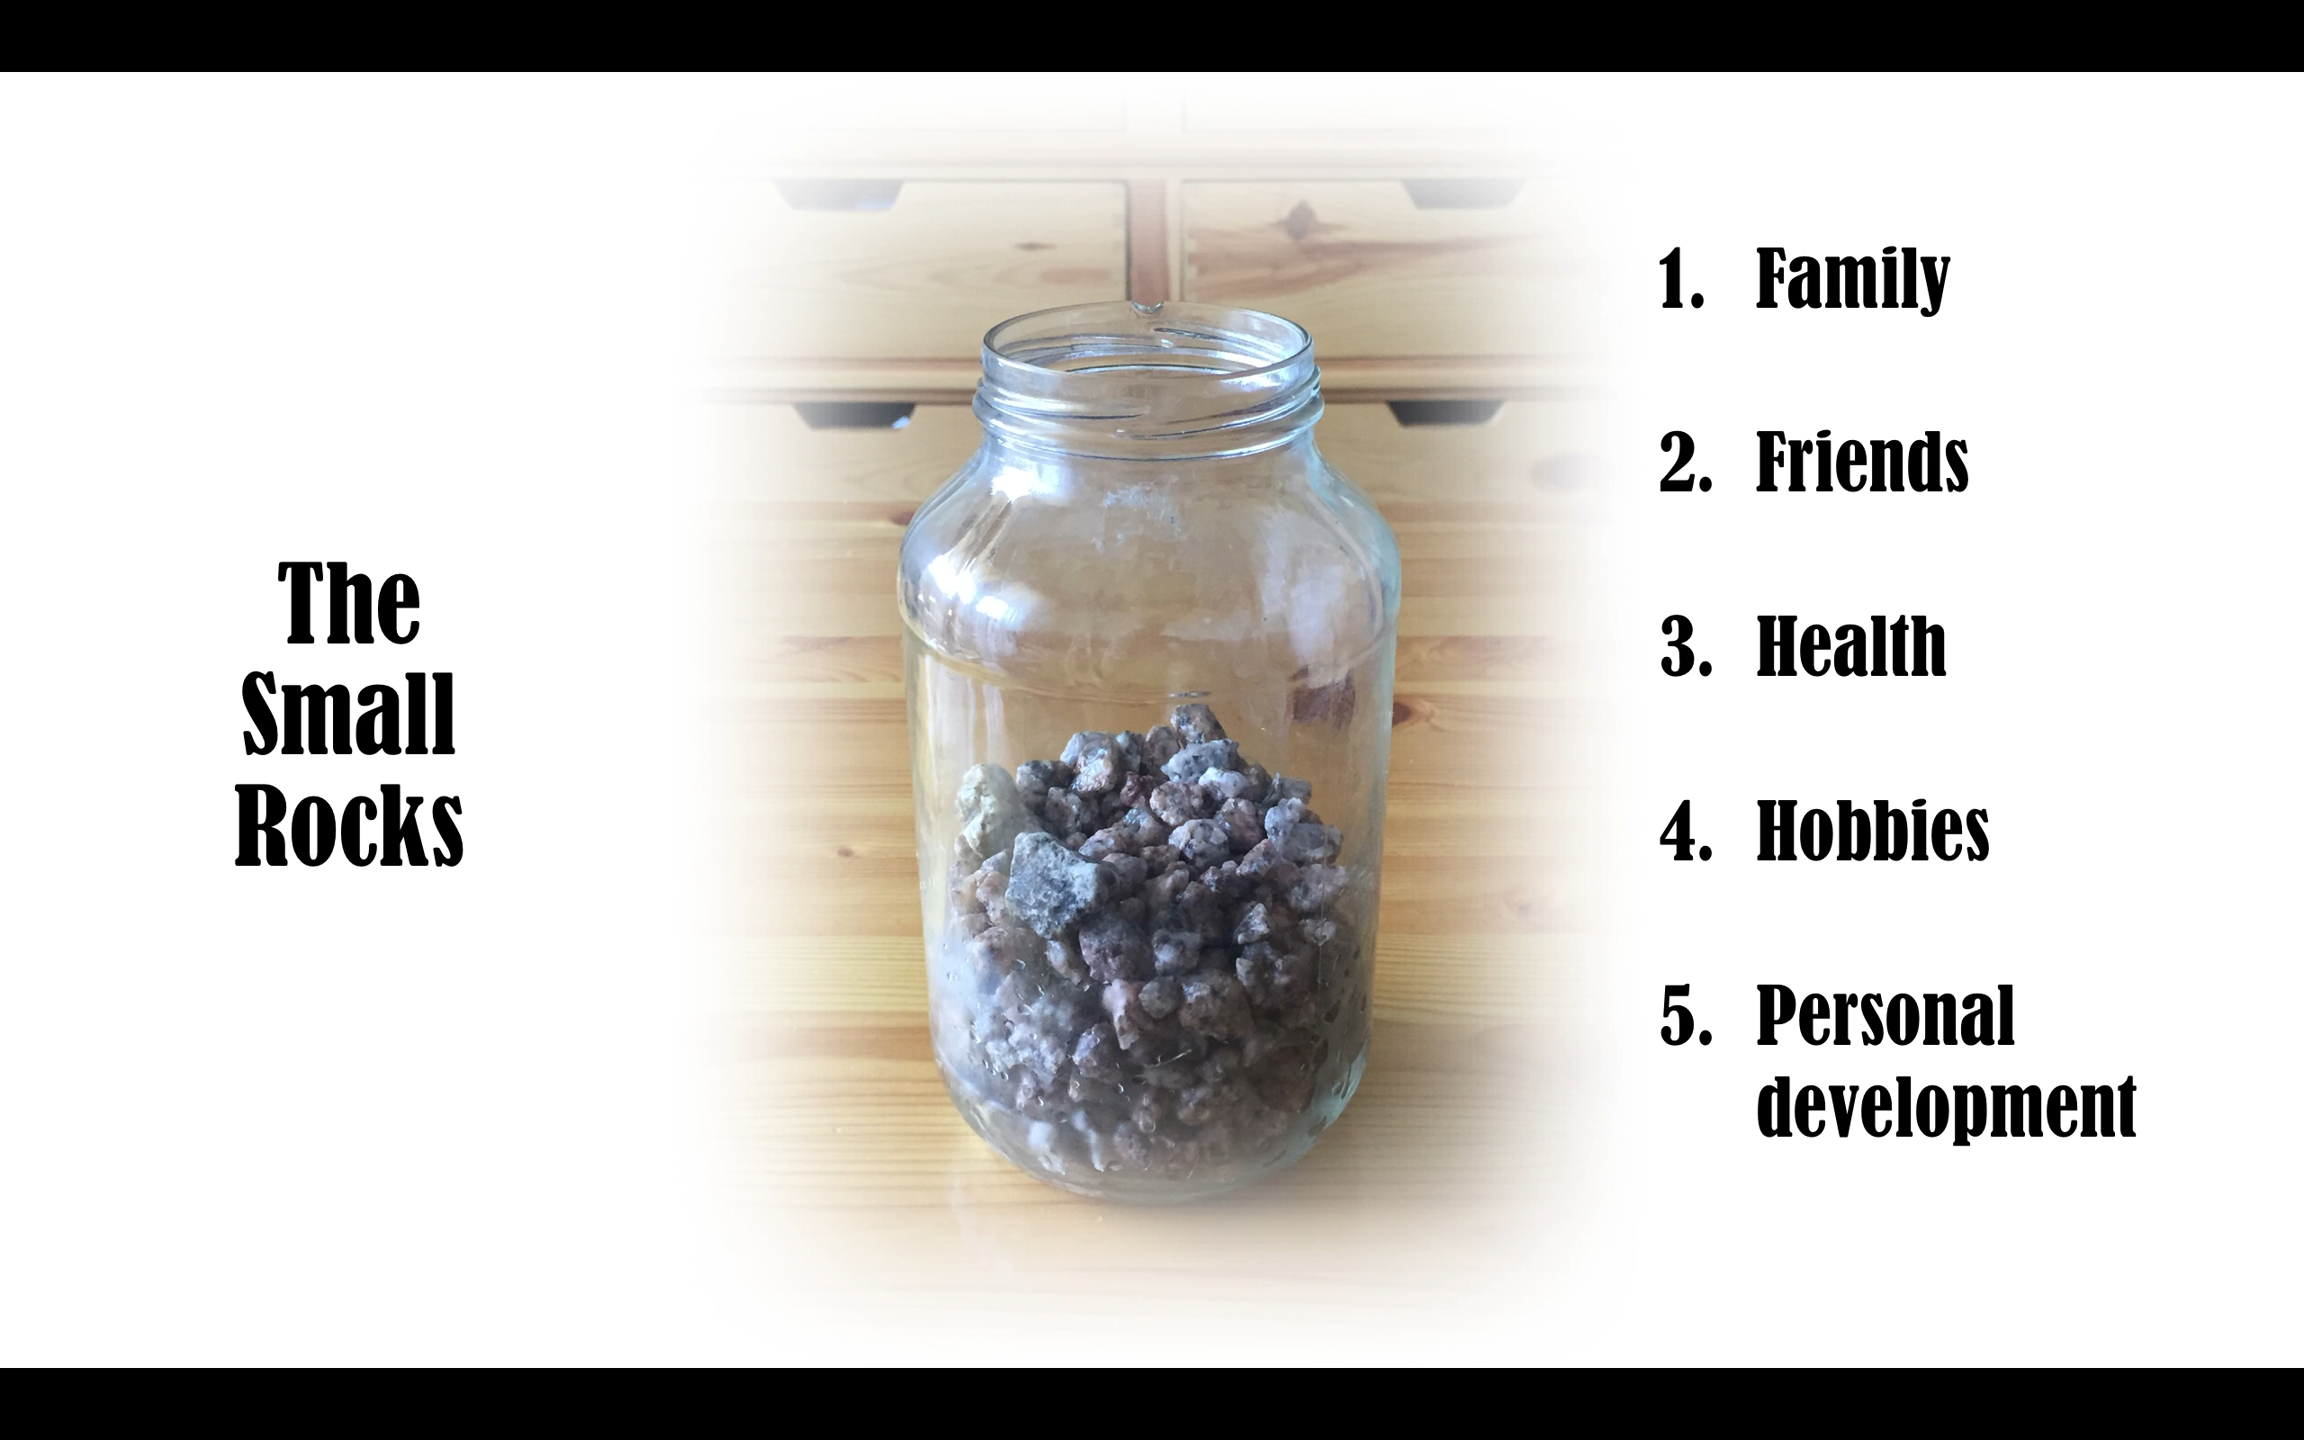 The
Small
Rocks
1. Family
2. Friends
3. Health
4. Hobbies
5. Personal
development